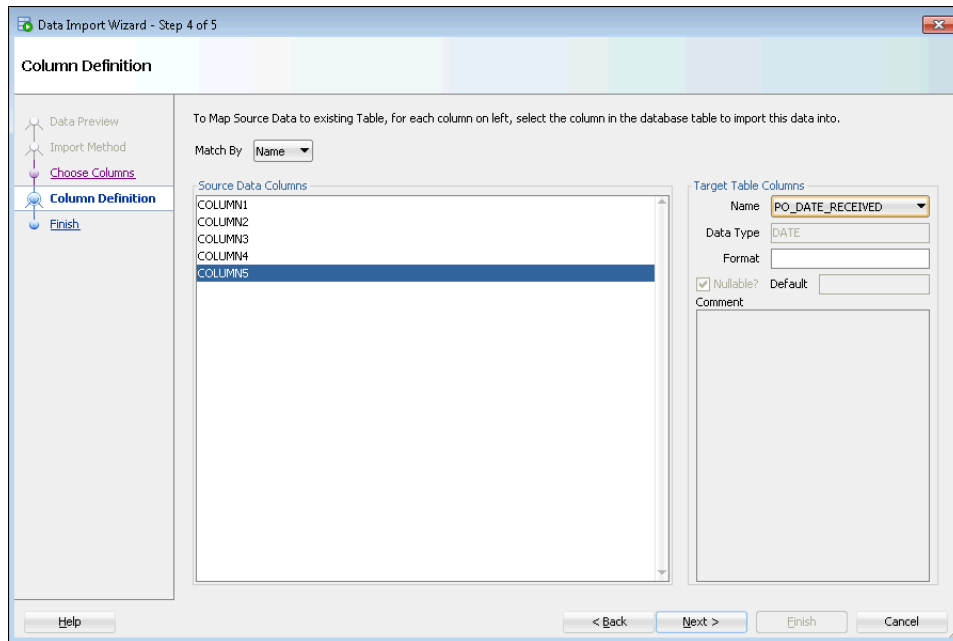 Data Import Wizard - Step 4 of 5
Column Definition
Data Preview
Import Method
Choose Columns
Column Definition
Finish
To Map Source Data to existing Table, for each column on left, select the column in the database table to import this data into.
Match By Name
Source Data Columns
COLUMN1
COLUMN2
COLUMN3
COLUMN4
COLUMN5
Target Table Columns
Name PO_DATE_RECEIVED
Data Type DATE
Format
Nullable? Default
Comment
Help < Back Next > Finish Cancel